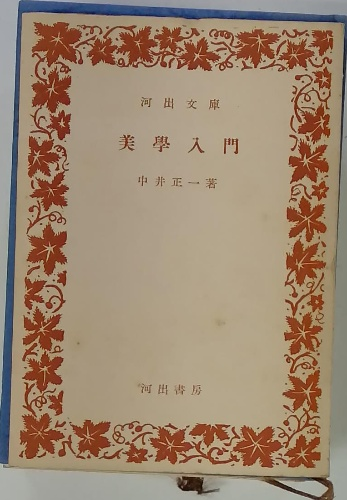 河出文庫
美學入門
中井正一著
河出書房